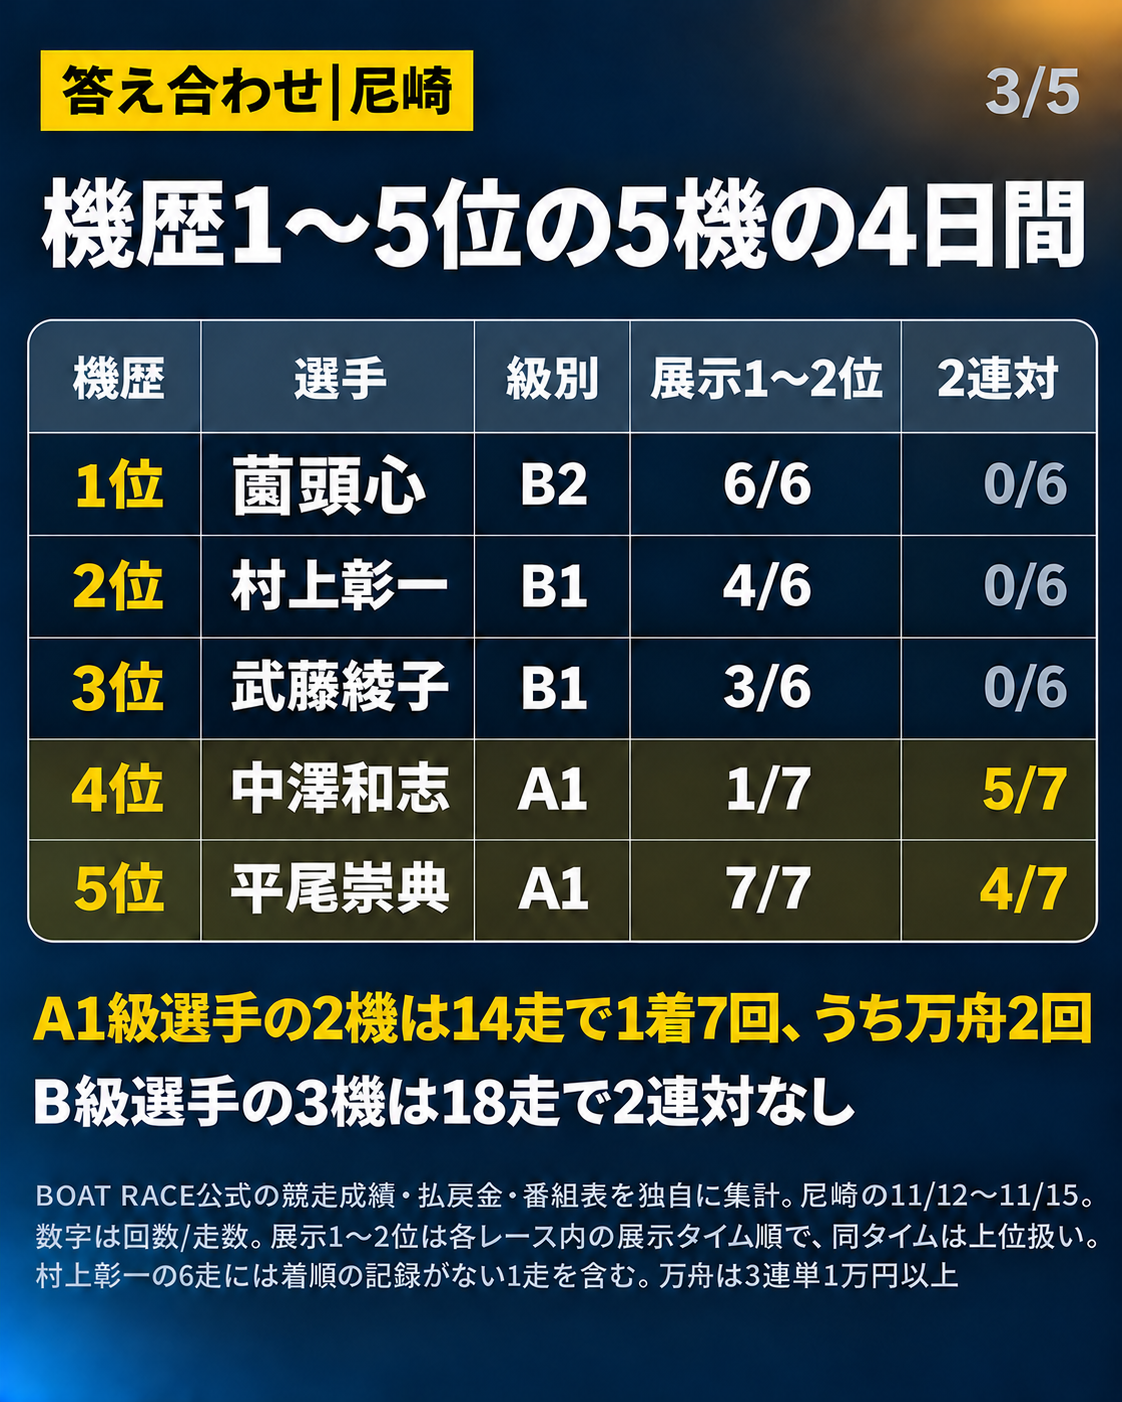 答え合わせ|尼崎
3/5
機歴1〜5位の5機の4日間
機歴 選手 級別 展示1〜2位 2連対
1位 薗頭心 B2 6/6 0/6
2位 村上彰一 B1 4/6 0/6
3位 武藤綾子 B1 3/6 0/6
4位 中澤和志 A1 1/7 5/7
5位 平尾崇典 A1 7/7 4/7
A1級選手の2機は14走で1着7回、うち万舟2回
B級選手の3機は18走で2連対なし
BOAT RACE公式の競走成績・払戻金・番組表を独自に集計。尼崎の11/12〜11/15。
数字は回数/走数。展示1〜2位は各レース内の展示タイム順で、同タイムは上位扱い。
村上彰一の6走には着順の記録がない1走を含む。万舟は3連単1万円以上